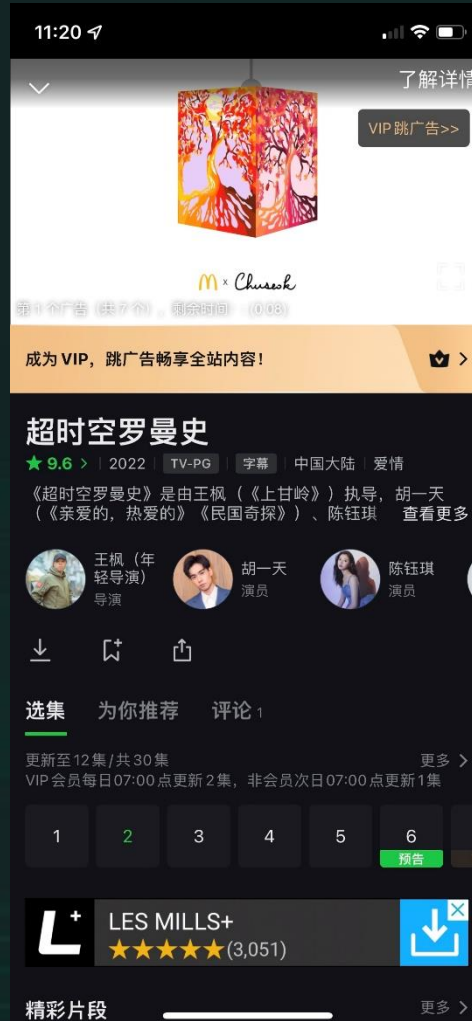 11:20
了解详情
VIP跳广告>>
M × Chuseok
第1个广告（共7个），剩余时间：(0:08)
成为 VIP，跳广告畅享全站内容！
超时空罗曼史
9.6 > | 2022 | TV-PG | 字幕 | 中国大陆 | 爱情
《超时空罗曼史》是由王枫（《上甘岭》）执导，胡一天
（《亲爱的，热爱的》《民国奇探》）、陈钰琪 查看更多
王枫（年轻导演）
导演
胡一天
演员
陈钰琪
演员
选集 为你推荐 评论 1
更新至12集/共30集 更多 >
VIP会员每日07:00点更新2集，非会员次日07:00点更新1集
1 2 3 4 5 6
预告
L+
LES MILLS+
★★★★★(3,051)
精彩片段 更多 >